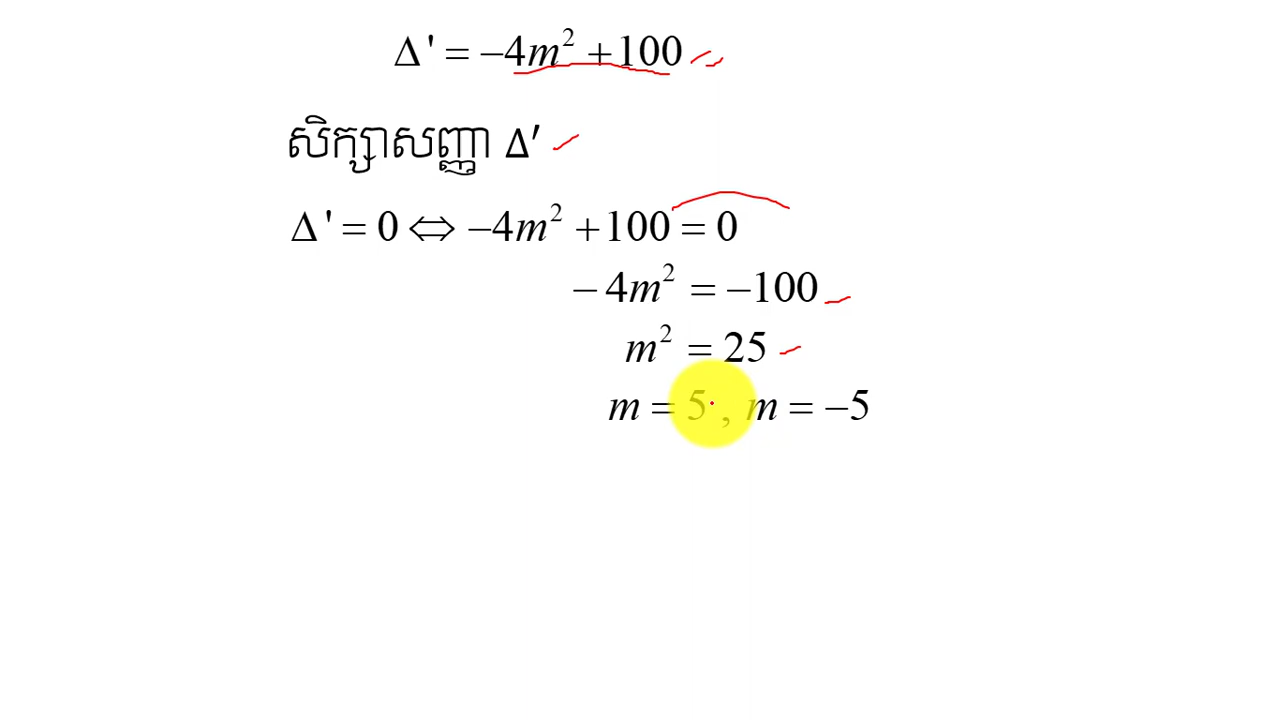 Δ' = −4m² + 100
សិក្សាសញ្ញា Δ′
Δ' = 0 ⇔ −4m² + 100 = 0
− 4m² = −100
m² = 25
m = 5 , m = −5